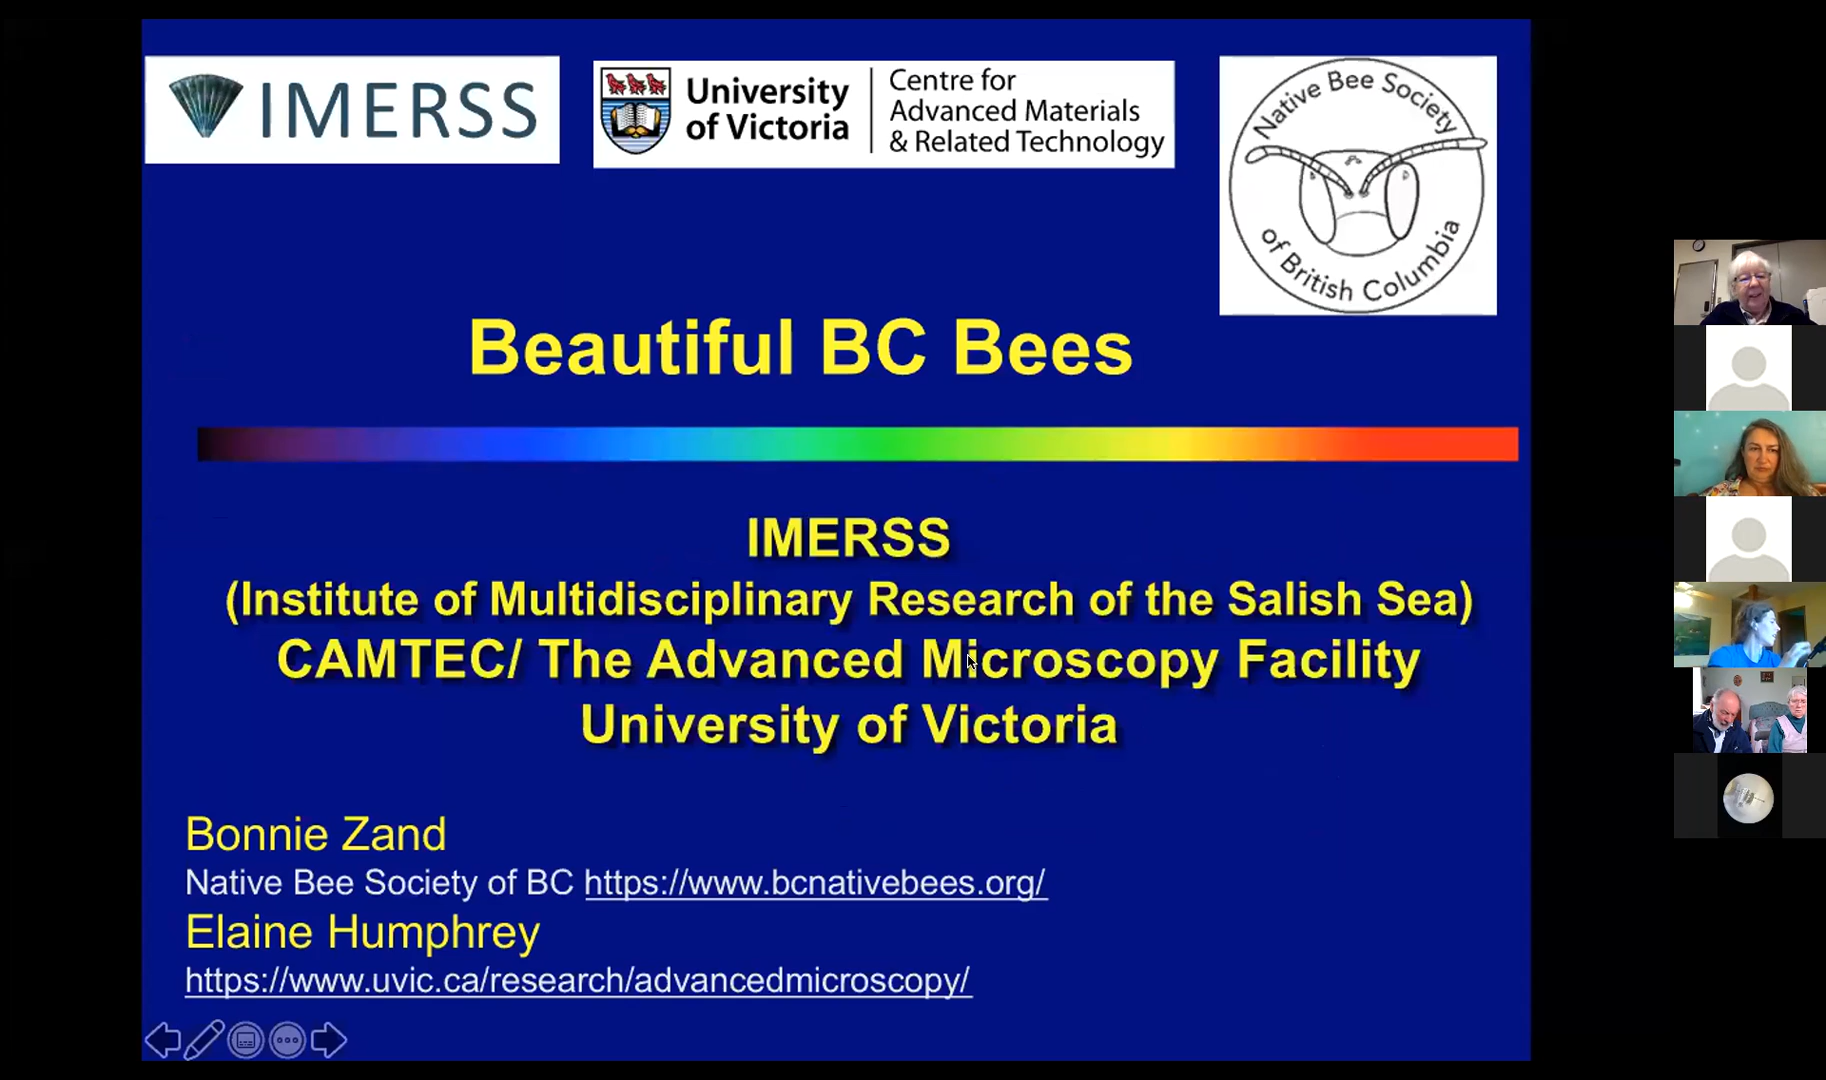 IMERSS
University
of Victoria
Centre for
Advanced Materials
& Related Technology
Native Bee Society
of British Columbia
Beautiful BC Bees
IMERSS
(Institute of Multidisciplinary Research of the Salish Sea)
CAMTEC/ The Advanced Microscopy Facility
University of Victoria
Bonnie Zand
Native Bee Society of BC https://www.bcnativebees.org/
Elaine Humphrey
https://www.uvic.ca/research/advancedmicroscopy/